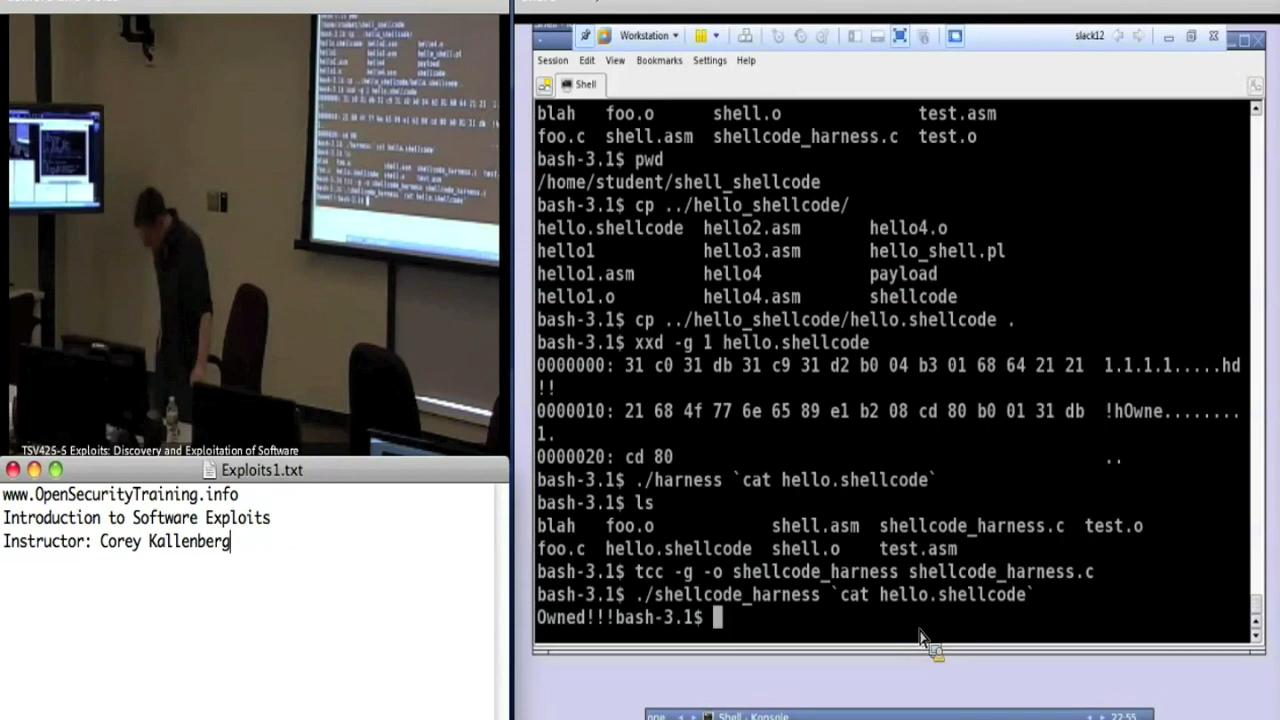 Workstation
slack12
Session Edit View Bookmarks Settings Help
Shell
blah foo.o shell.o test.asm
foo.c shell.asm shellcode_harness.c test.o
bash-3.1$ pwd
/home/student/shell_shellcode
bash-3.1$ cp ../hello_shellcode/
hello.shellcode hello2.asm hello4.o
hello1 hello3.asm hello_shell.pl
hello1.asm hello4 payload
hello1.o hello4.asm shellcode
bash-3.1$ cp ../hello_shellcode/hello.shellcode .
bash-3.1$ xxd -g 1 hello.shellcode
0000000: 31 c0 31 db 31 c9 31 d2 b0 04 b3 01 68 64 21 21 1.1.1.1.....hd
!!
0000010: 21 68 4f 77 6e 65 89 e1 b2 08 cd 80 b0 01 31 db !hOwne........
1.
0000020: cd 80 ..
bash-3.1$ ./harness `cat hello.shellcode`
bash-3.1$ ls
blah foo.o shell.asm shellcode_harness.c test.o
foo.c hello.shellcode shell.o test.asm
bash-3.1$ tcc -g -o shellcode_harness shellcode_harness.c
bash-3.1$ ./shellcode_harness `cat hello.shellcode`
Owned!!!bash-3.1$
Shell - Konsole
22:55
TSV425-5 Exploits: Discovery and Exploitation of Software
Exploits1.txt
www.OpenSecurityTraining.info
Introduction to Software Exploits
Instructor: Corey Kallenberg